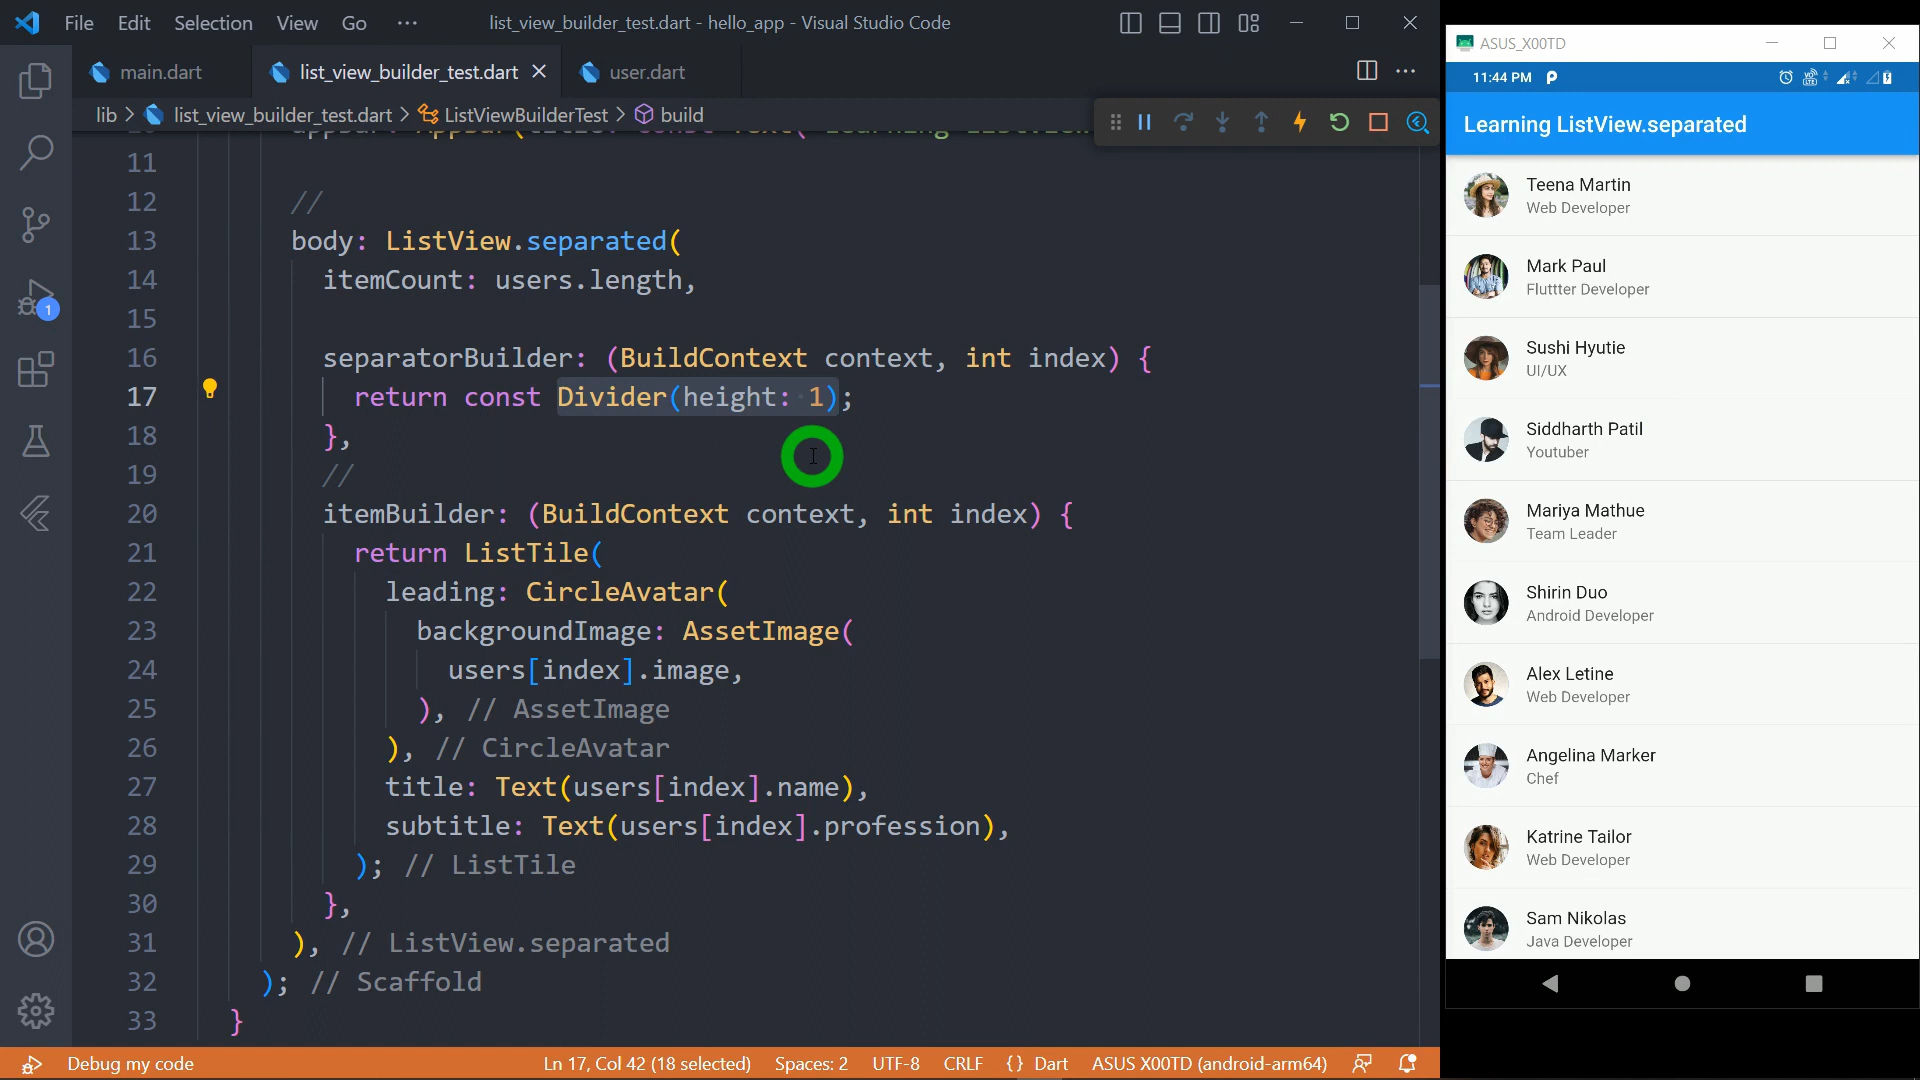 File Edit Selection View Go ··· list_view_builder_test.dart - hello_app - Visual Studio Code
main.dart list_view_builder_test.dart user.dart
lib > list_view_builder_test.dart > ListViewBuilderTest > build
11
12 //
13 body: ListView.separated(
14 itemCount: users.length,
15
16 separatorBuilder: (BuildContext context, int index) {
17 return const Divider(height: 1);
18 },
19 //
20 itemBuilder: (BuildContext context, int index) {
21 return ListTile(
22 leading: CircleAvatar(
23 backgroundImage: AssetImage(
24 users[index].image,
25 ), // AssetImage
26 ), // CircleAvatar
27 title: Text(users[index].name),
28 subtitle: Text(users[index].profession),
29 ); // ListTile
30 },
31 ), // ListView.separated
32 ); // Scaffold
33 }
1
Debug my code Ln 17, Col 42 (18 selected) Spaces: 2 UTF-8 CRLF {} Dart ASUS X00TD (android-arm64)
ASUS_X00TD
11:44 PM
Learning ListView.separated
Teena Martin
Web Developer
Mark Paul
Fluttter Developer
Sushi Hyutie
UI/UX
Siddharth Patil
Youtuber
Mariya Mathue
Team Leader
Shirin Duo
Android Developer
Alex Letine
Web Developer
Angelina Marker
Chef
Katrine Tailor
Web Developer
Sam Nikolas
Java Developer